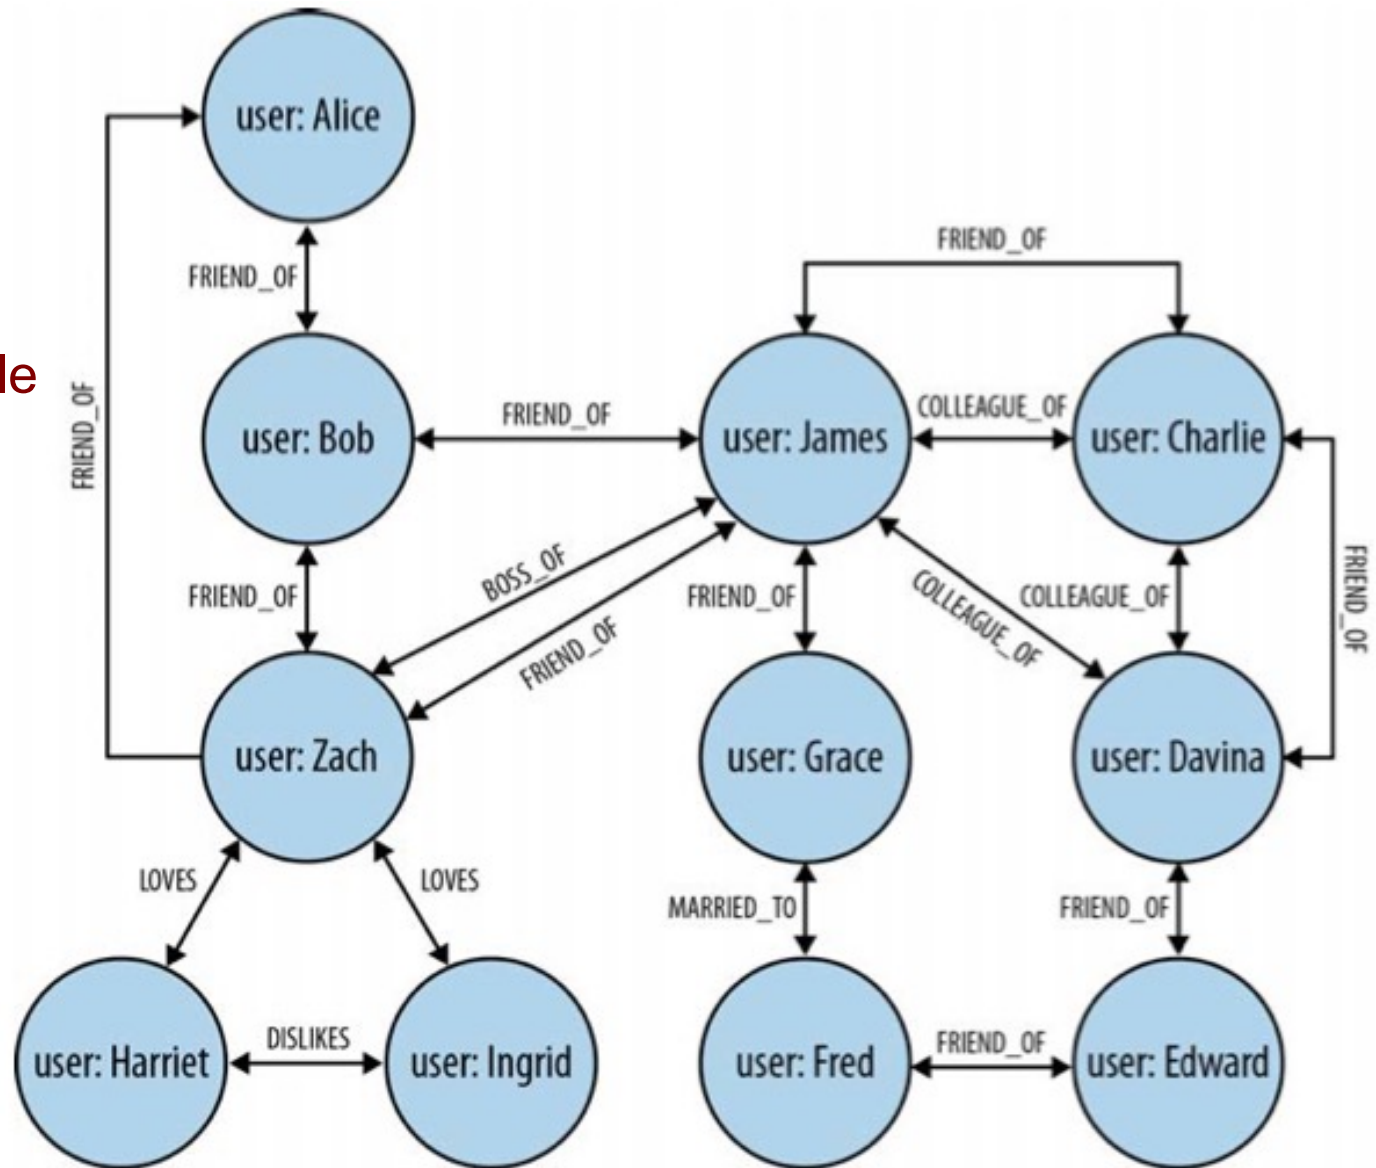 user: Alice
FRIEND_OF
FRIEND_OF
FRIEND_OF
le
user: Bob
FRIEND_OF
user: James
COLLEAGUE_OF
user: Charlie
FRIEND_OF
BOSS_OF
FRIEND_OF
FRIEND_OF
COLLEAGUE_OF
COLLEAGUE_OF
FRIEND_OF
user: Zach
user: Grace
user: Davina
LOVES
LOVES
MARRIED_TO
FRIEND_OF
user: Harriet
DISLIKES
user: Ingrid
user: Fred
FRIEND_OF
user: Edward